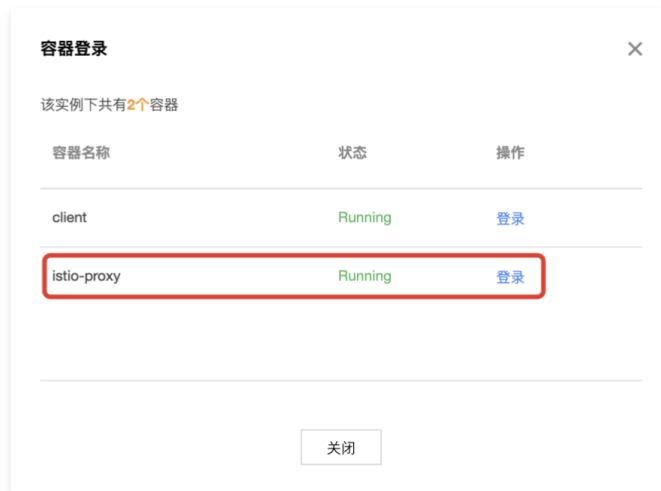 容器登录
该实例下共有2个容器
容器名称 状态 操作
client Running 登录
istio-proxy Running 登录
关闭